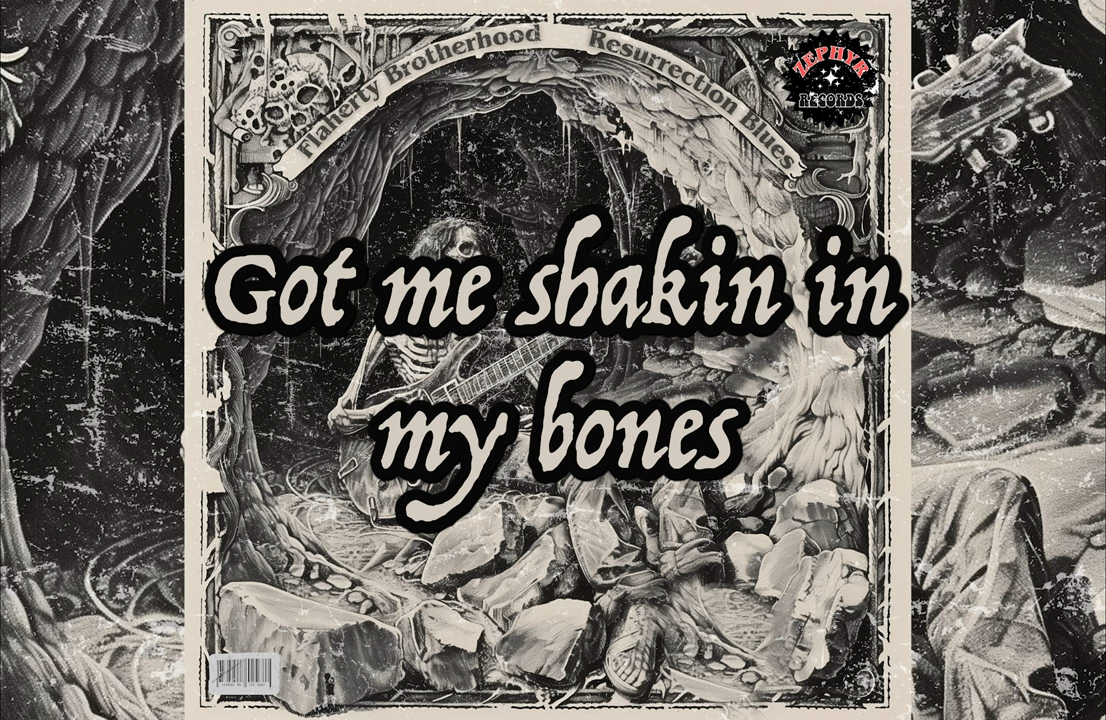 Flaherty Brotherhood Resurrection Blues
ZEPHYR
RECORDS
Got me shakin in
my bones